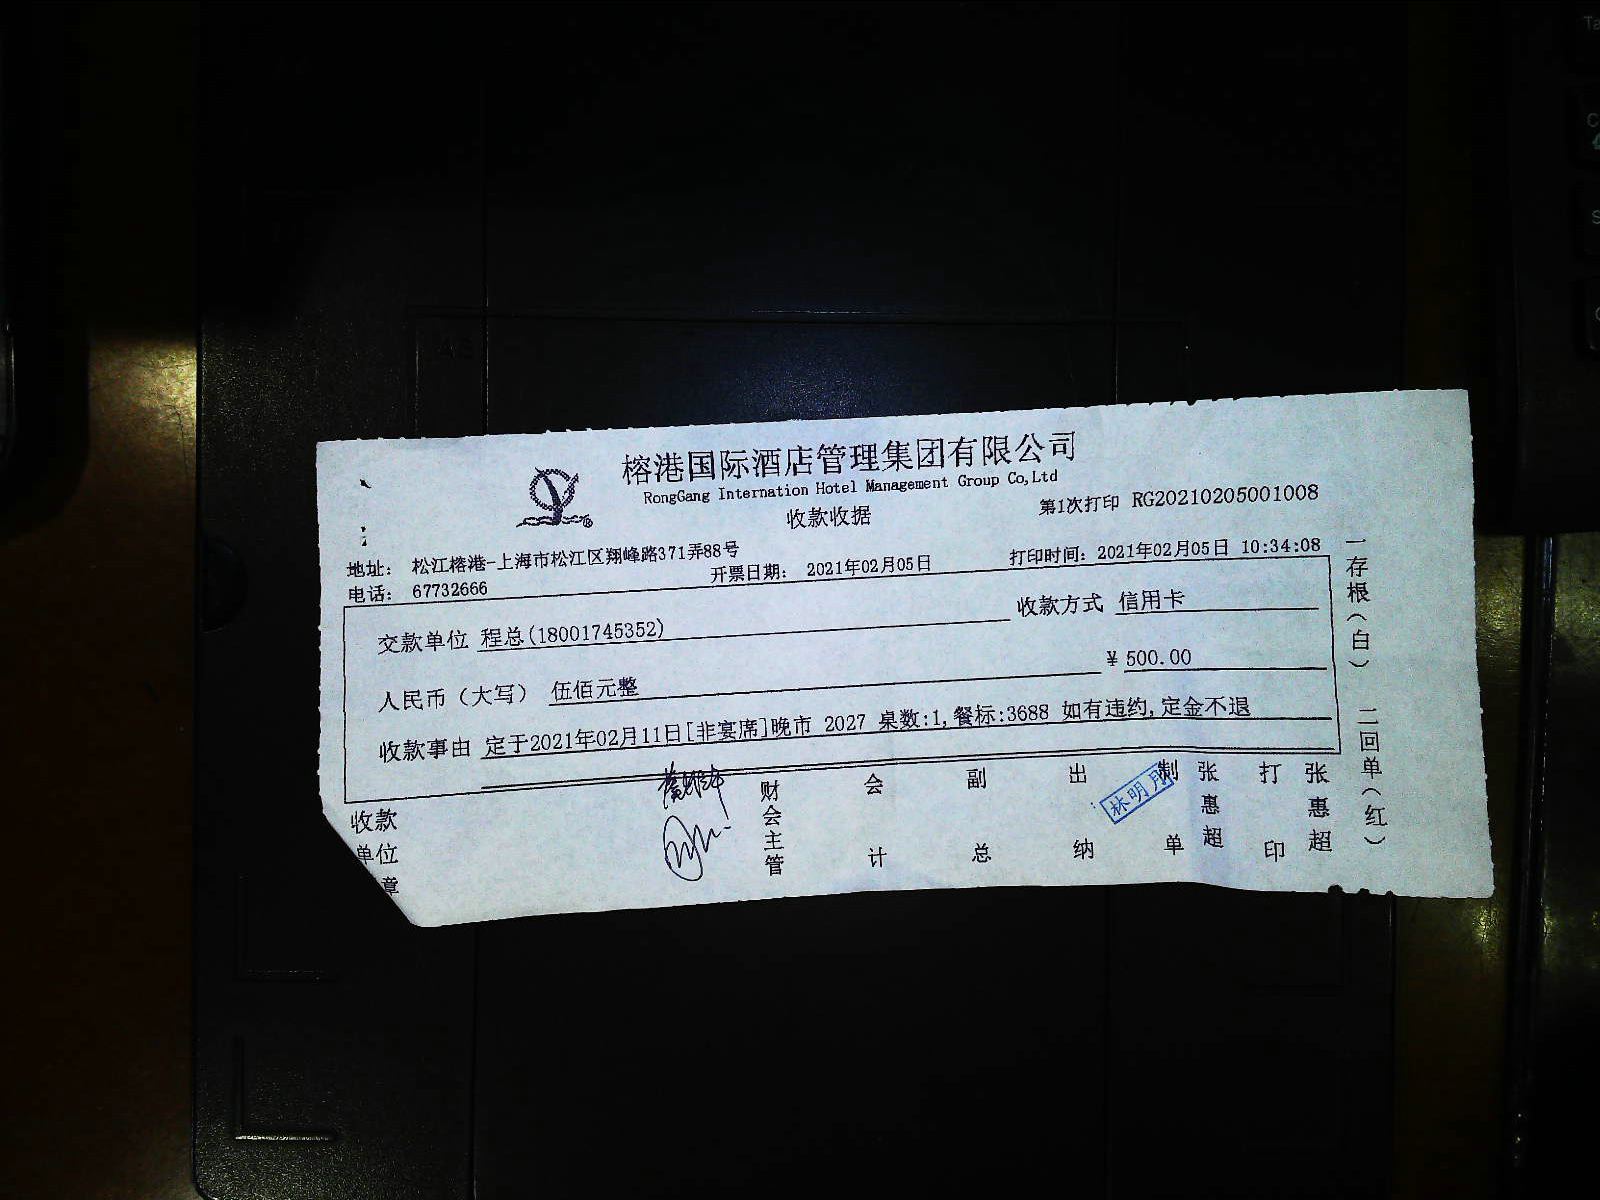 榕港国际酒店管理集团有限公司
RongGang Internation Hotel Management Group Co,Ltd
收款收据
第1次打印 RG20210205001008
地址: 松江榕港-上海市松江区翔峰路371弄88号
电话: 67732666
开票日期: 2021年02月05日
打印时间: 2021年02月05日 10:34:08
交款单位 程总(18001745352)
收款方式 信用卡
人民币（大写） 伍佰元整
¥ 500.00
收款事由 定于2021年02月11日[非宴席]晚市 2027 桌数:1,餐标:3688 如有违约,定金不退
收款
单位
章
财会主管
会计
副总
出纳
林明月
制单
张惠超
打印
张惠超
一存根（白）
二回单（红）